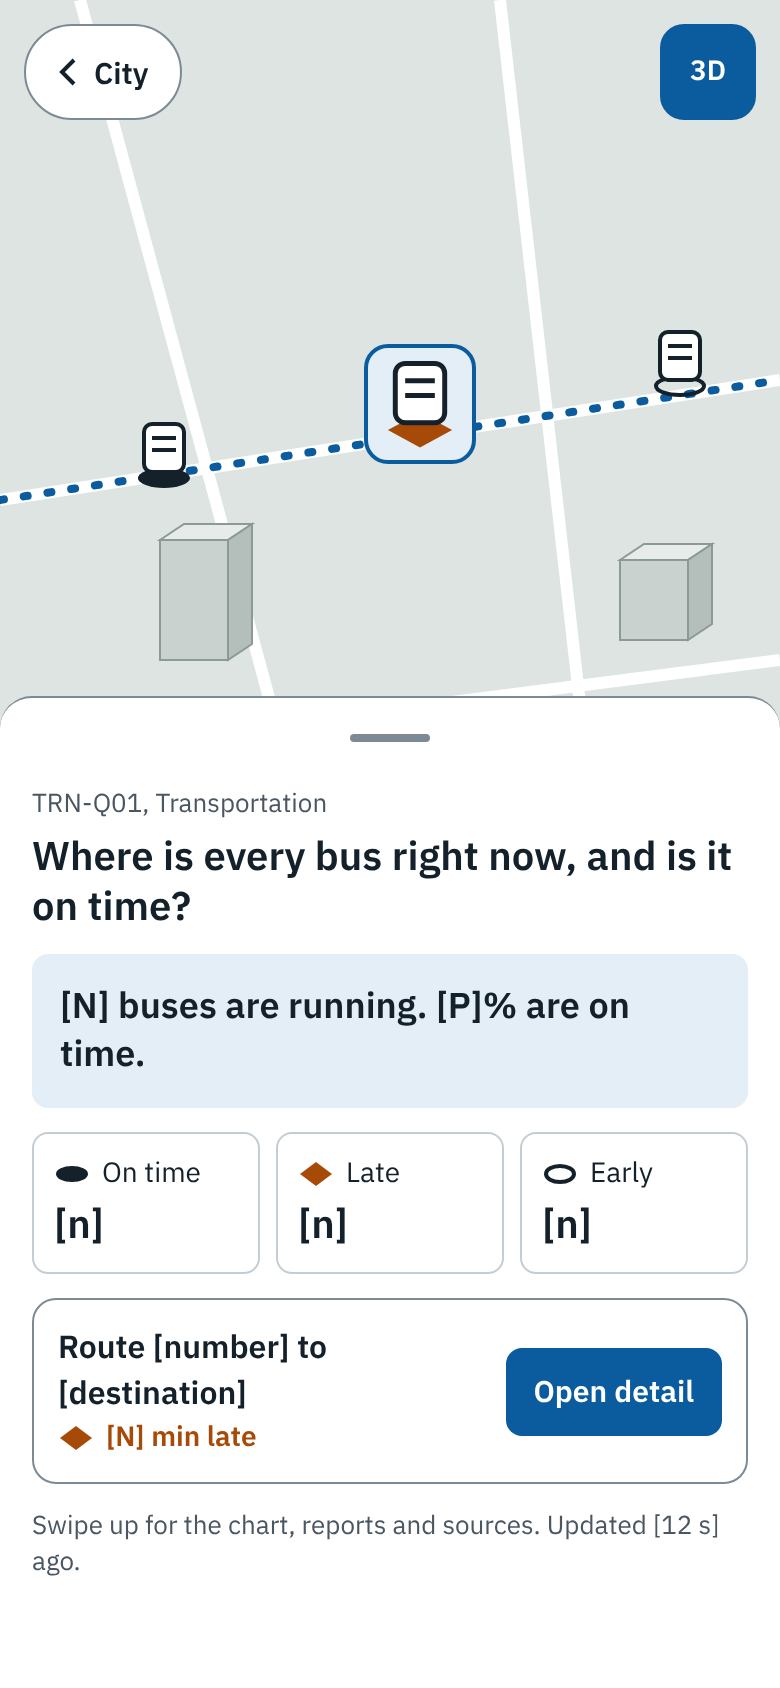 City
3D
TRN-Q01, Transportation
Where is every bus right now, and is it
on time?
[N] buses are running. [P]% are on
time.
On time
Late
Early
[n]
[n]
[n]
Route [number] to
[destination]
[N] min late
Open detail
Swipe up for the chart, reports and sources. Updated [12 s]
ago.